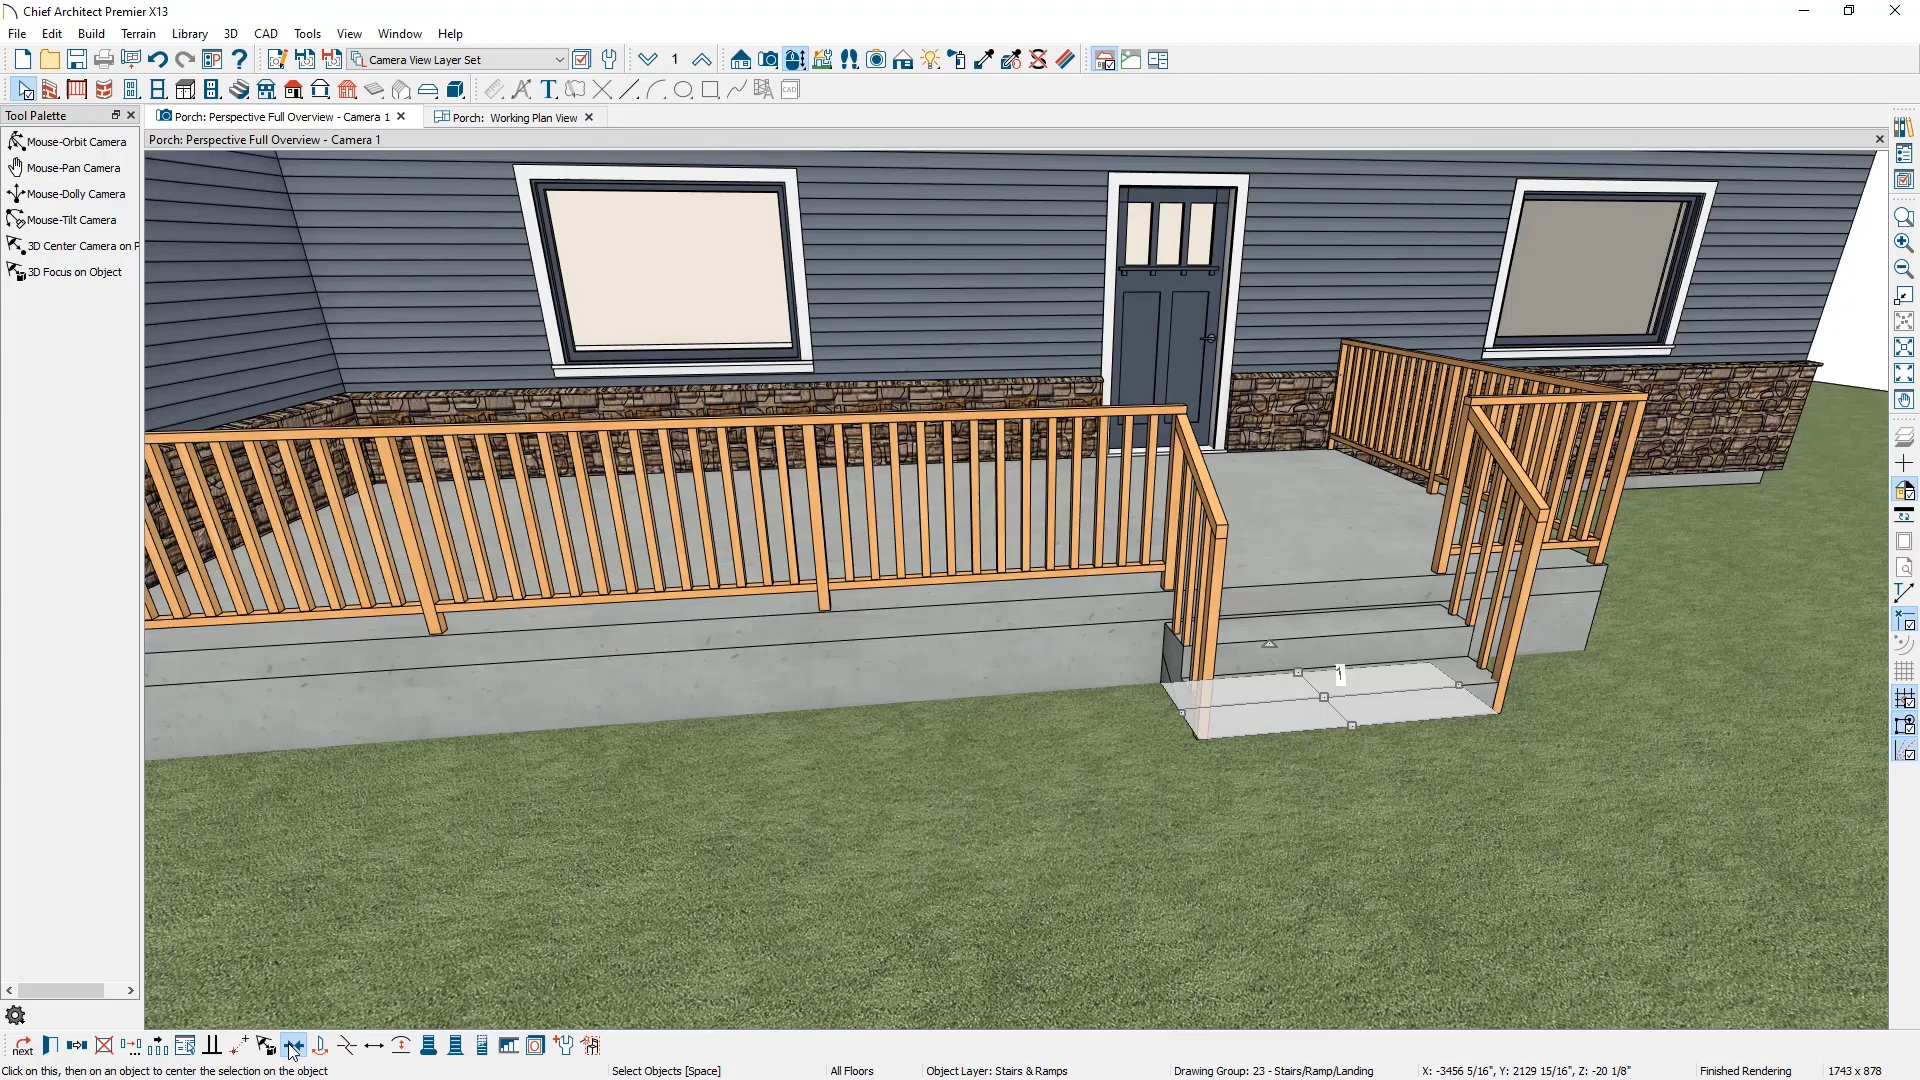 Chief Architect Premier X13
File Edit Build Terrain Library 3D CAD Tools View Window Help
Camera View Layer Set 1
CAD
Tool Palette
Porch: Perspective Full Overview - Camera 1 Porch: Working Plan View
Porch: Perspective Full Overview - Camera 1
Mouse-Orbit Camera
Mouse-Pan Camera
Mouse-Dolly Camera
Mouse-Tilt Camera
3D Center Camera on P
3D Focus on Object
1
next
Click on this, then on an object to center the selection on the object Select Objects [Space] All Floors Object Layer: Stairs & Ramps Drawing Group: 23 - Stairs/Ramp/Landing X: -3456 5/16", Y: 2129 15/16", Z: -20 1/8" Finished Rendering 1743 x 878